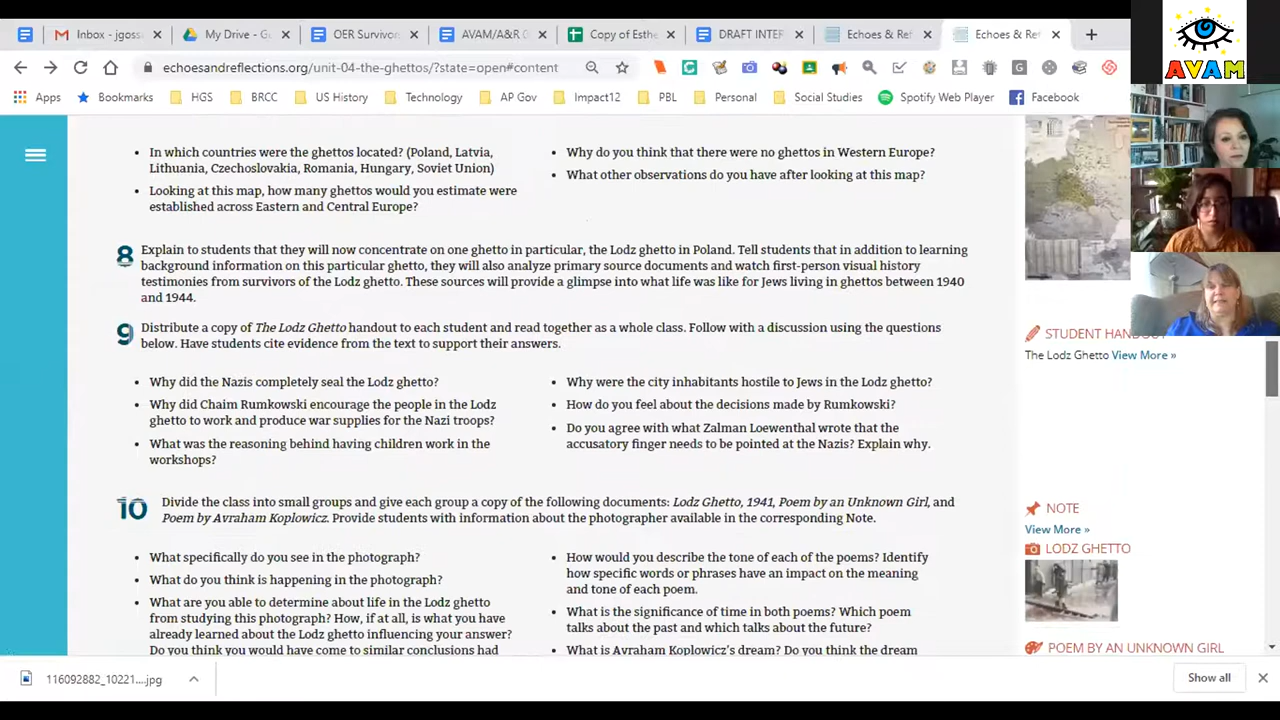 Inbox - jgss
My Drive - G
OER Survivo
AVAM/A&R
Copy of Esthe
DRAFT INTER
Echoes & Ref
Echoes & Ref
AVAM
echoesandreflections.org/unit-04-the-ghettos/?state=open#content
Apps
Bookmarks
HGS
BRCC
US History
Technology
AP Gov
Impact12
PBL
Personal
Social Studies
Spotify Web Player
Facebook
• In which countries were the ghettos located? (Poland, Latvia,
Lithuania, Czechoslovakia, Romania, Hungary, Soviet Union)
• Looking at this map, how many ghettos would you estimate were
established across Eastern and Central Europe?
• Why do you think that there were no ghettos in Western Europe?
• What other observations do you have after looking at this map?
8 Explain to students that they will now concentrate on one ghetto in particular, the Lodz ghetto in Poland. Tell students that in addition to learning
background information on this particular ghetto, they will also analyze primary source documents and watch first-person visual history
testimonies from survivors of the Lodz ghetto. These sources will provide a glimpse into what life was like for Jews living in ghettos between 1940
and 1944.
9 Distribute a copy of The Lodz Ghetto handout to each student and read together as a whole class. Follow with a discussion using the questions
below. Have students cite evidence from the text to support their answers.
• Why did the Nazis completely seal the Lodz ghetto?
• Why did Chaim Rumkowski encourage the people in the Lodz
ghetto to work and produce war supplies for the Nazi troops?
• What was the reasoning behind having children work in the
workshops?
• Why were the city inhabitants hostile to Jews in the Lodz ghetto?
• How do you feel about the decisions made by Rumkowski?
• Do you agree with what Zalman Loewenthal wrote that the
accusatory finger needs to be pointed at the Nazis? Explain why.
10 Divide the class into small groups and give each group a copy of the following documents: Lodz Ghetto, 1941, Poem by an Unknown Girl, and
Poem by Avraham Koplowicz. Provide students with information about the photographer available in the corresponding Note.
• What specifically do you see in the photograph?
• What do you think is happening in the photograph?
• What are you able to determine about life in the Lodz ghetto
from studying this photograph? How, if at all, is what you have
already learned about the Lodz ghetto influencing your answer?
Do you think you would have come to similar conclusions had
• How would you describe the tone of each of the poems? Identify
how specific words or phrases have an impact on the meaning
and tone of each poem.
• What is the significance of time in both poems? Which poem
talks about the past and which talks about the future?
• What is Avraham Koplowicz's dream? Do you think the dream
STUDENT HANDOUT
The Lodz Ghetto View More »
NOTE
View More »
LODZ GHETTO
POEM BY AN UNKNOWN GIRL
116092882_10221....jpg
Show all